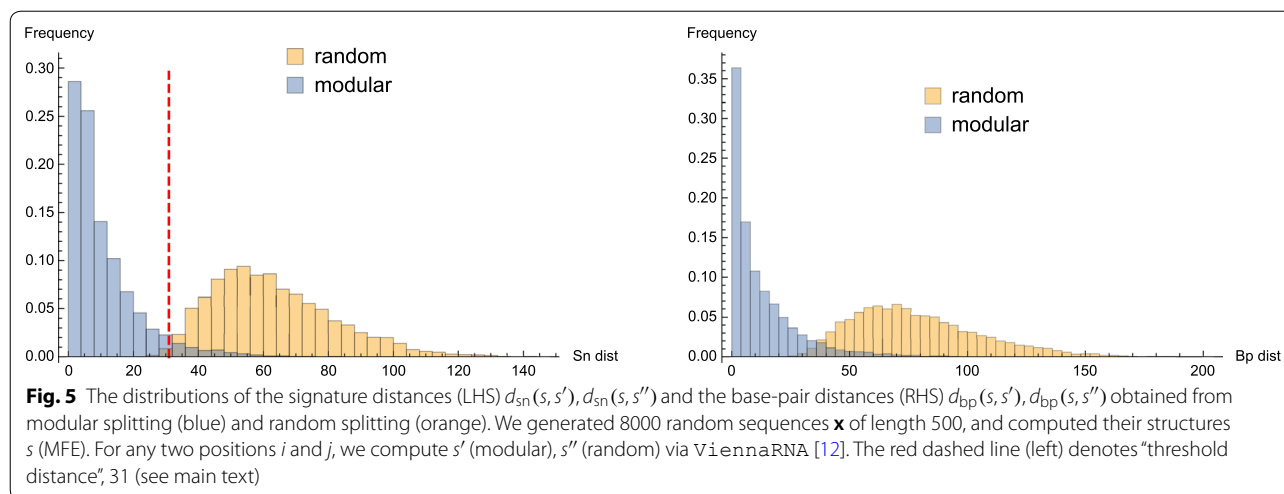 Frequency
random
modular
0.30
0.25
0.20
0.15
0.10
0.05
0.00
0 20 40 60 80 100 120 140
Sn dist
Frequency
random
modular
0.35
0.30
0.25
0.20
0.15
0.10
0.05
0.00
0 50 100 150 200
Bp dist
Fig. 5 The distributions of the signature distances (LHS) d_sn(s, s′), d_sn(s, s″) and the base-pair distances (RHS) d_bp(s, s′), d_bp(s, s″) obtained from
modular splitting (blue) and random splitting (orange). We generated 8000 random sequences x of length 500, and computed their structures
s (MFE). For any two positions i and j, we compute s′ (modular), s″ (random) via ViennaRNA [12]. The red dashed line (left) denotes “threshold
distance”, 31 (see main text)